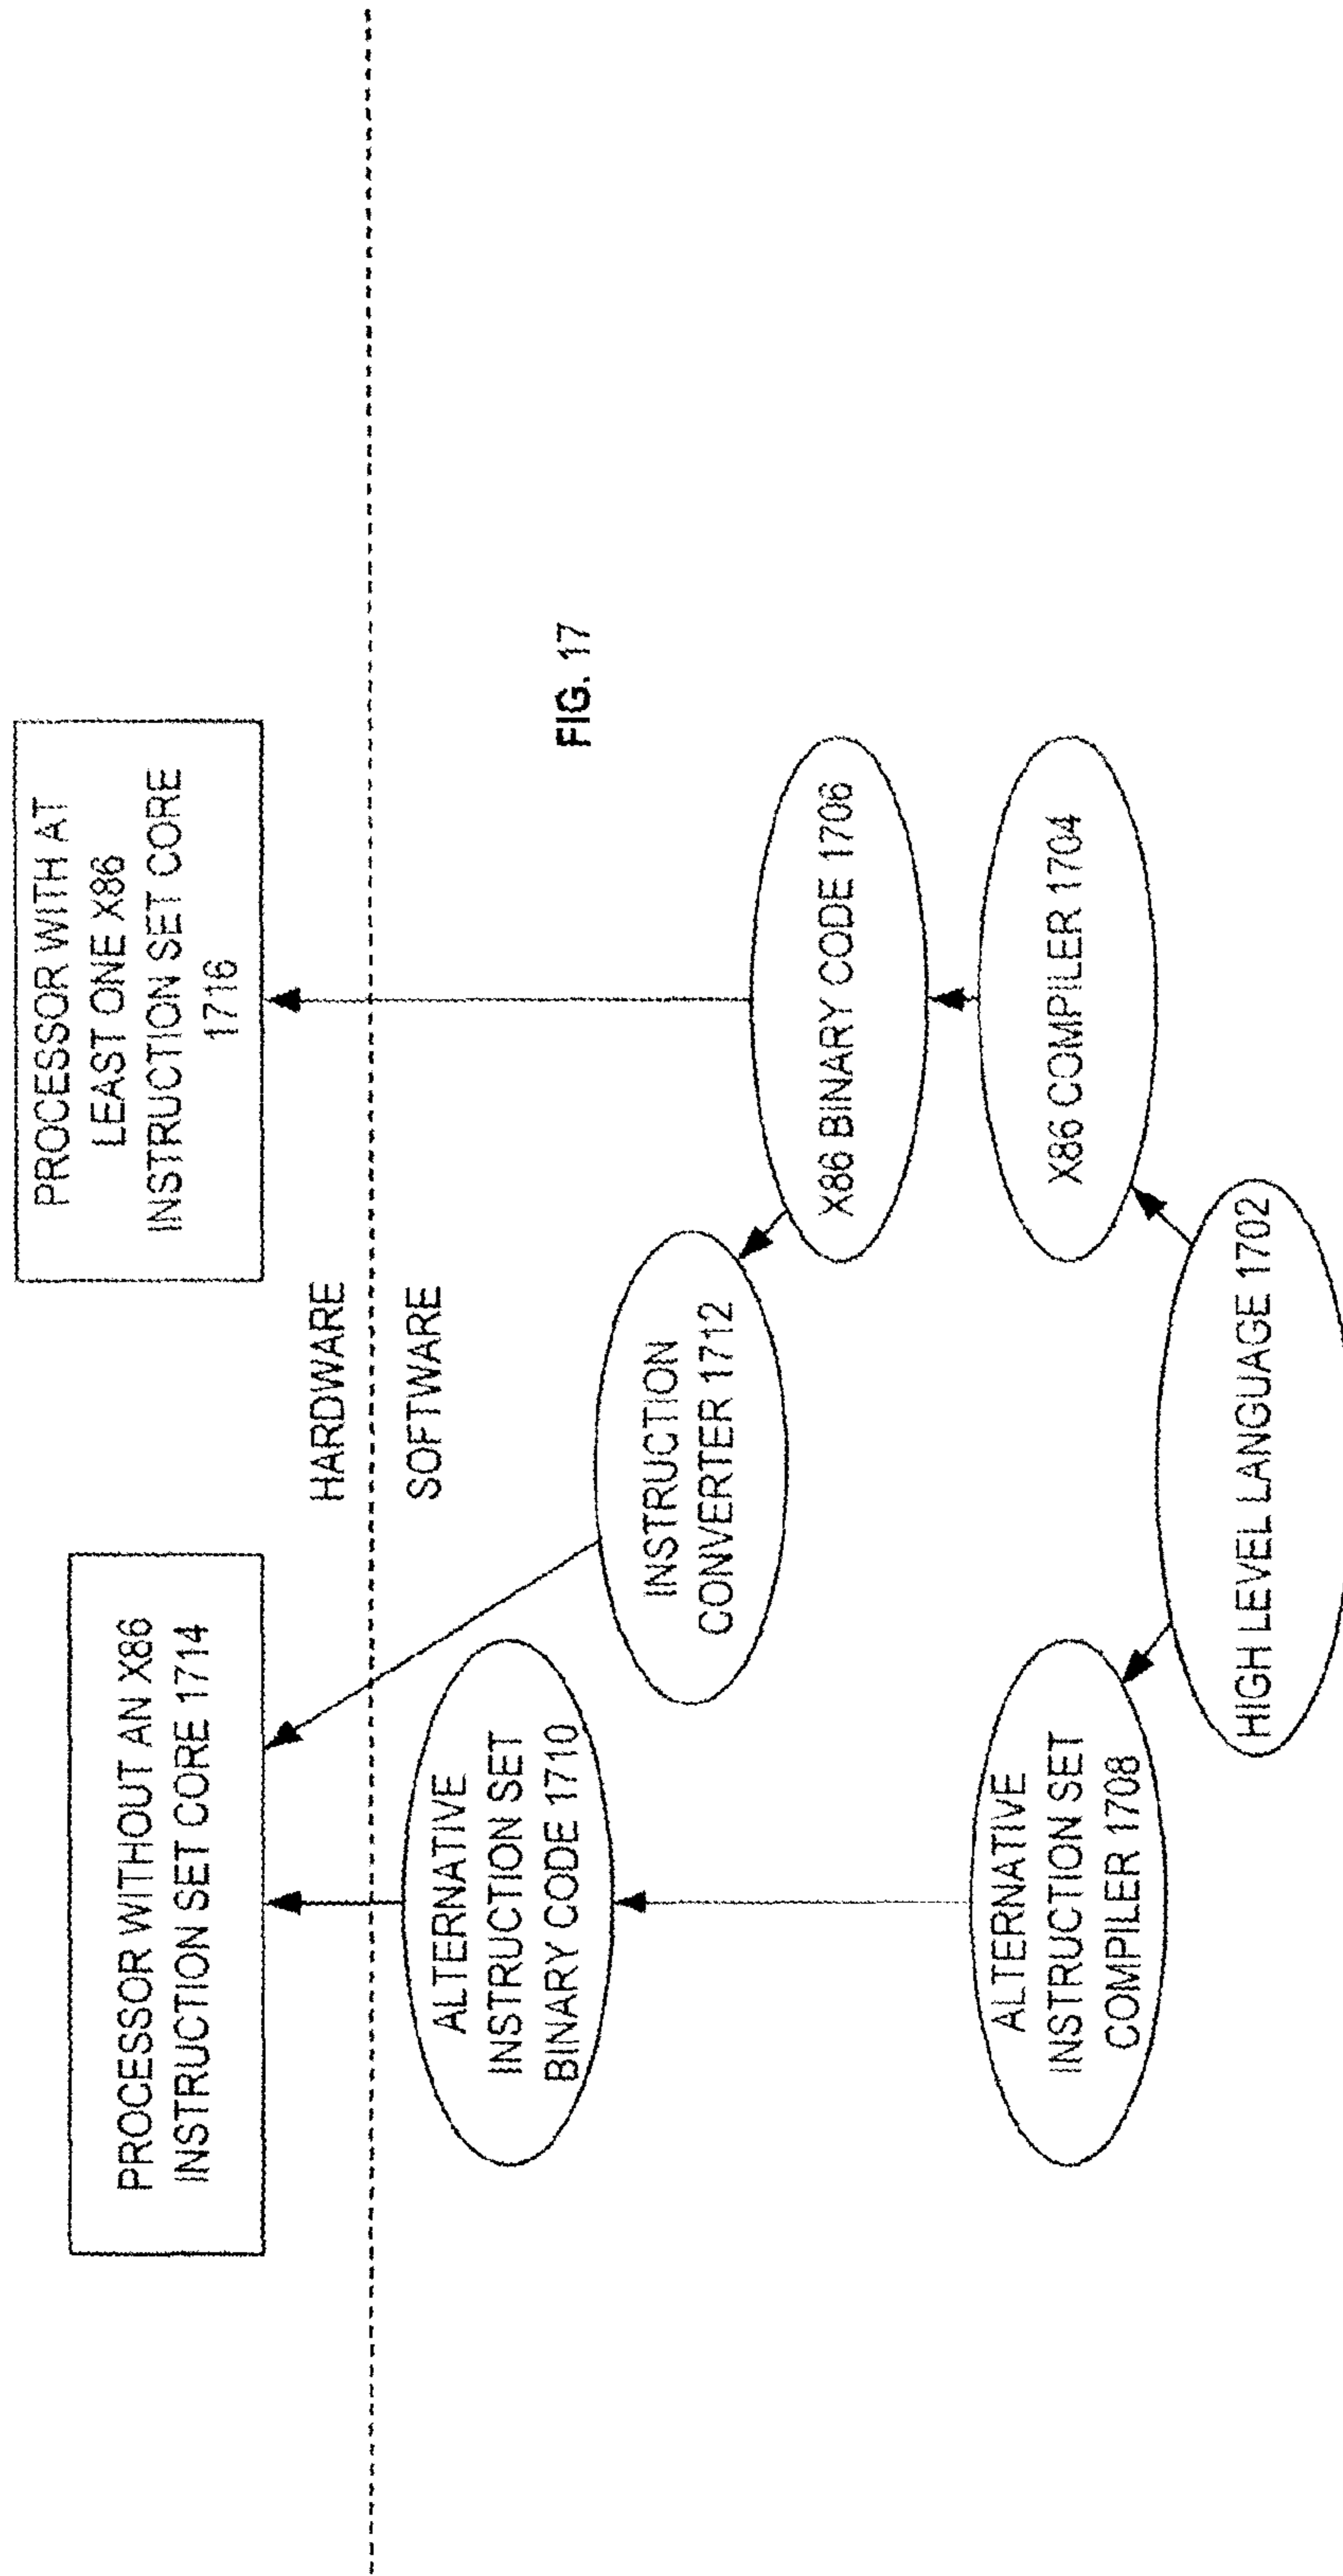 PROCESSOR WITHOUT AN X86
INSTRUCTION SET CORE 1714
PROCESSOR WITH AT
LEAST ONE X86
INSTRUCTION SET CORE
1716
HARDWARE
SOFTWARE
ALTERNATIVE
INSTRUCTION SET
BINARY CODE 1710
INSTRUCTION
CONVERTER 1712
FIG. 17
X86 BINARY CODE 1706
ALTERNATIVE
INSTRUCTION SET
COMPILER 1708
X86 COMPILER 1704
HIGH LEVEL LANGUAGE 1702